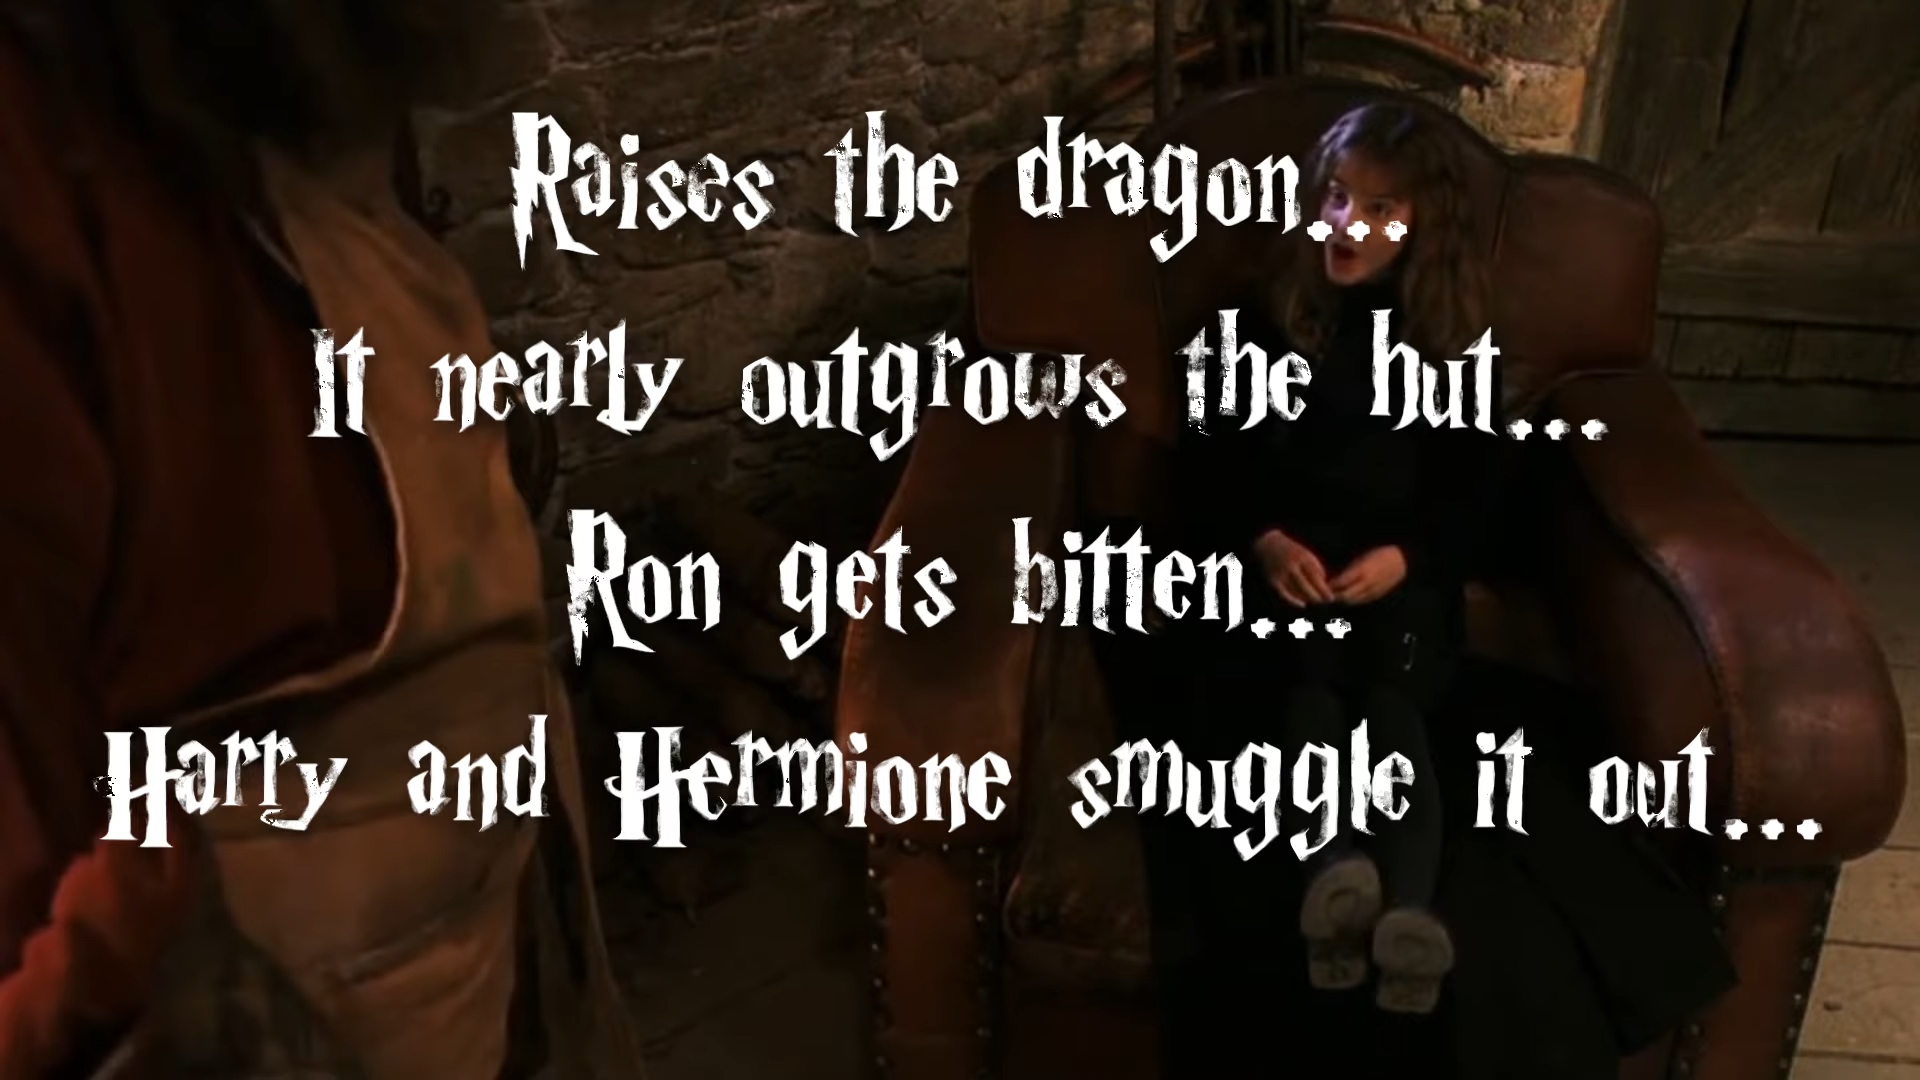 Raises the dragon...
It nearly outgrows the hut...
Ron gets bitten...
Harry and Hermione smuggle it out...